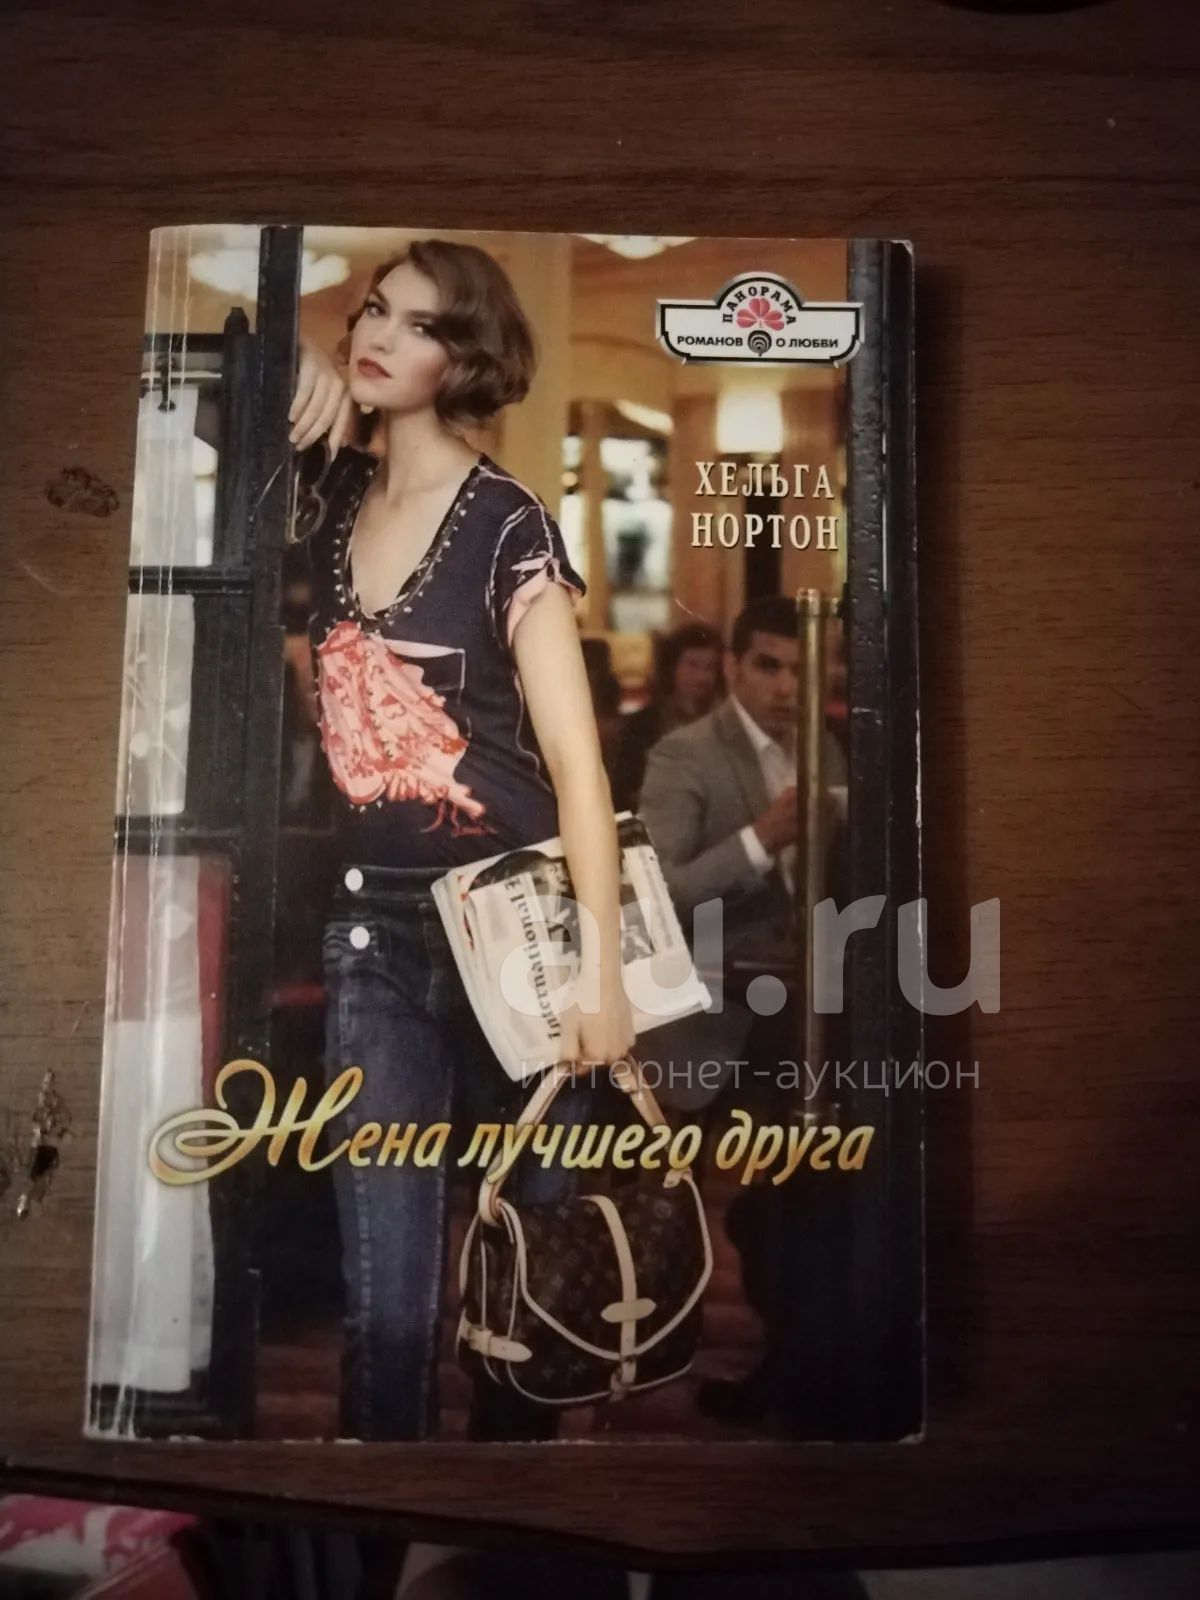 ПАНОРАМА
РОМАНОВ О ЛЮБВИ
ХЕЛЬГА
НОРТОН
International
au.ru
интернет-аукцион
Жена лучшего друга